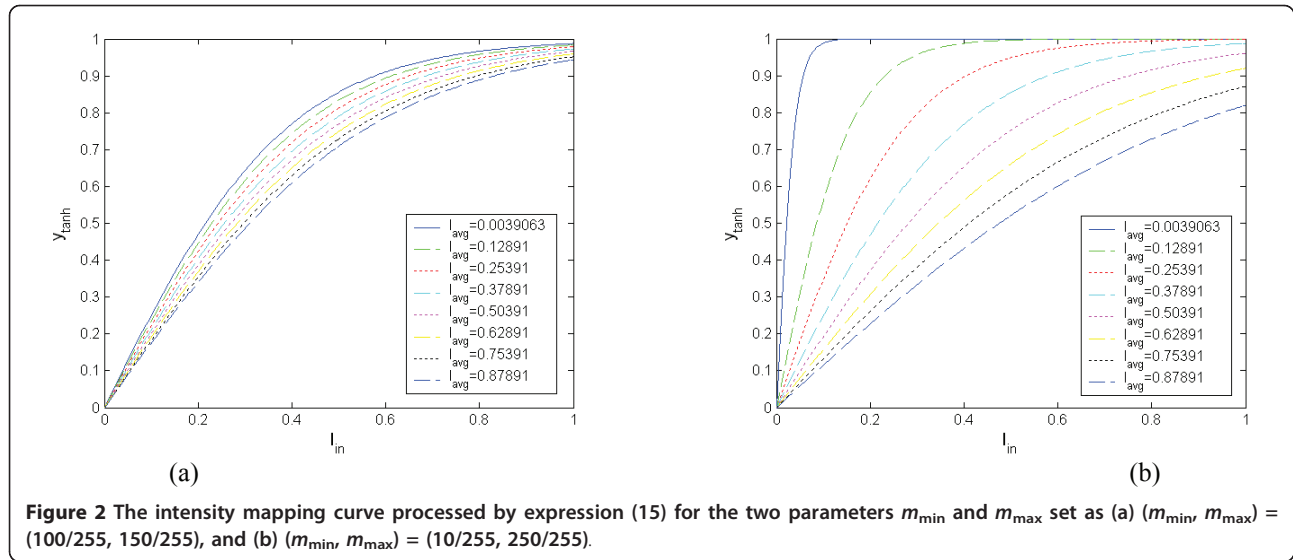 1
0.9
0.8
0.7
0.6
0.5
0.4
0.3
0.2
0.1
0
y_tanh
0 0.2 0.4 0.6 0.8 1
I_in
I_avg=0.0039063
I_avg=0.12891
I_avg=0.25391
I_avg=0.37891
I_avg=0.50391
I_avg=0.62891
I_avg=0.75391
I_avg=0.87891
(a)
1
0.9
0.8
0.7
0.6
0.5
0.4
0.3
0.2
0.1
0
y_tanh
0 0.2 0.4 0.6 0.8 1
I_in
I_avg=0.0039063
I_avg=0.12891
I_avg=0.25391
I_avg=0.37891
I_avg=0.50391
I_avg=0.62891
I_avg=0.75391
I_avg=0.87891
(b)
Figure 2 The intensity mapping curve processed by expression (15) for the two parameters m_min and m_max set as (a) (m_min, m_max) =
(100/255, 150/255), and (b) (m_min, m_max) = (10/255, 250/255).